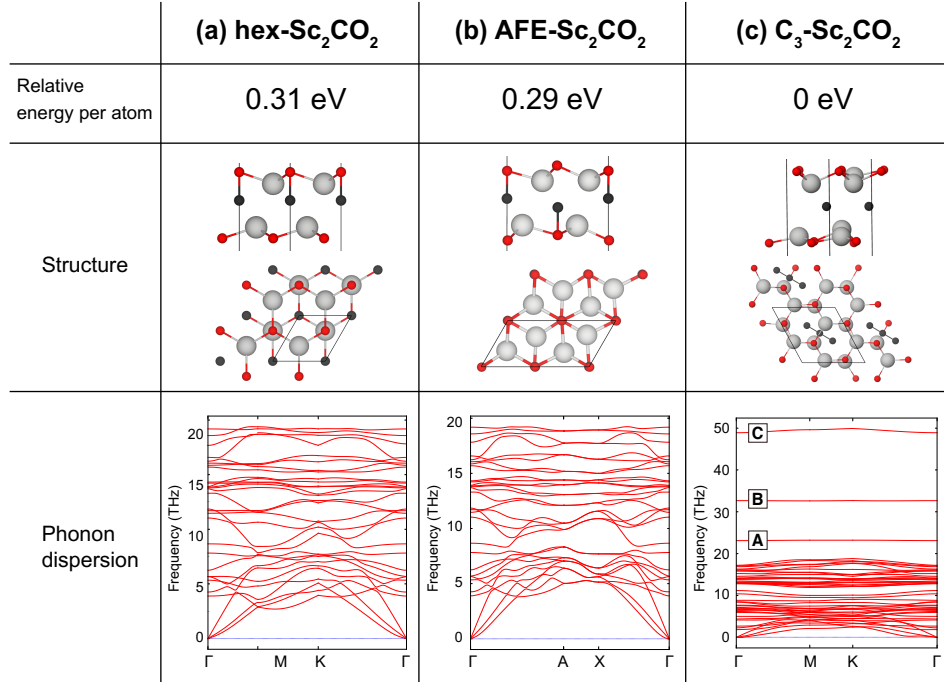 (a) hex-Sc₂CO₂ (b) AFE-Sc₂CO₂ (c) C₃-Sc₂CO₂
Relative
energy per atom
0.31 eV 0.29 eV 0 eV
Structure
Phonon
dispersion
Frequency (THz)
20
15
10
5
0
Γ M K Γ
Frequency (THz)
20
15
10
5
0
Γ A X Γ
Frequency (THz)
50
40
30
20
10
0
C
B
A
Γ M K Γ